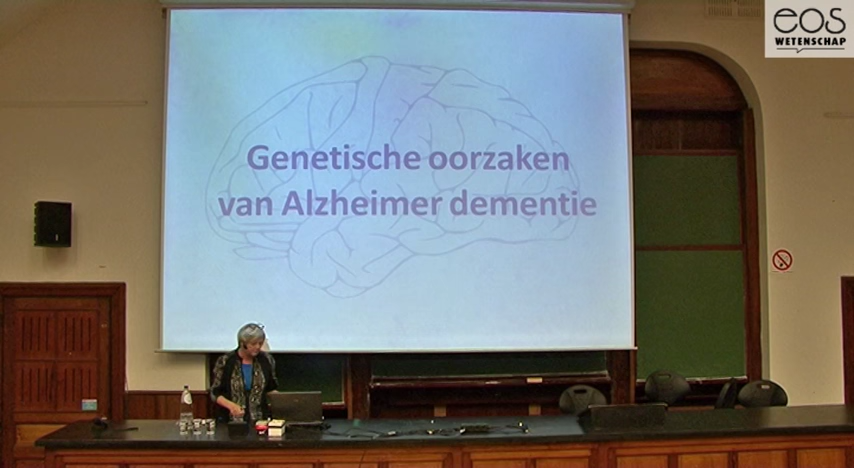 eos
WETENSCHAP
Genetische oorzaken
van Alzheimer dementie